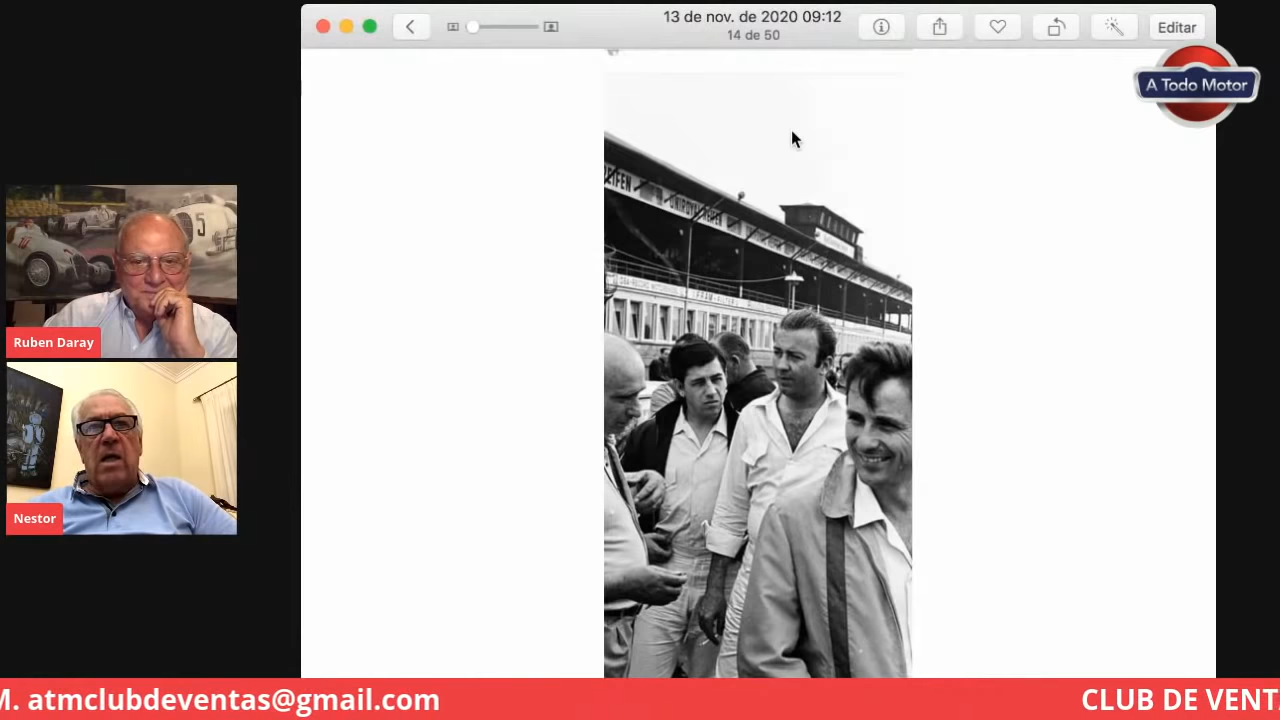 13 de nov. de 2020 09:12
14 de 50
Editar
A Todo Motor
5
Ruben Daray
Nestor
M. atmclubdeventas@gmail.com
CLUB DE VENT